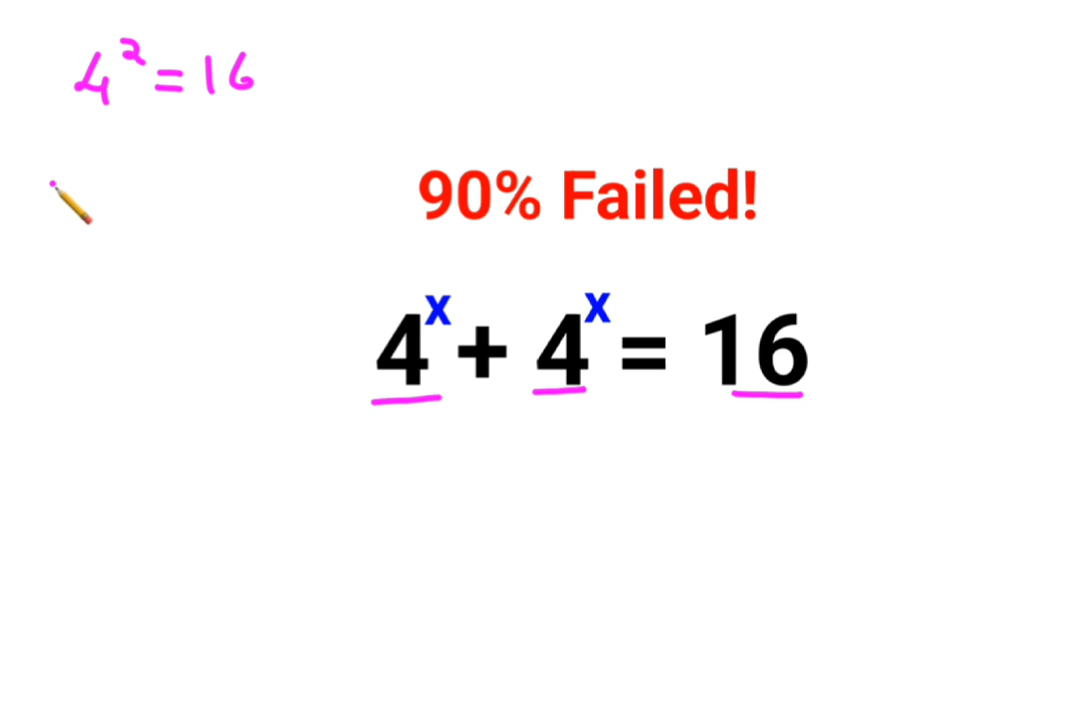 4² = 16
90% Failed!
4ˣ + 4ˣ = 16